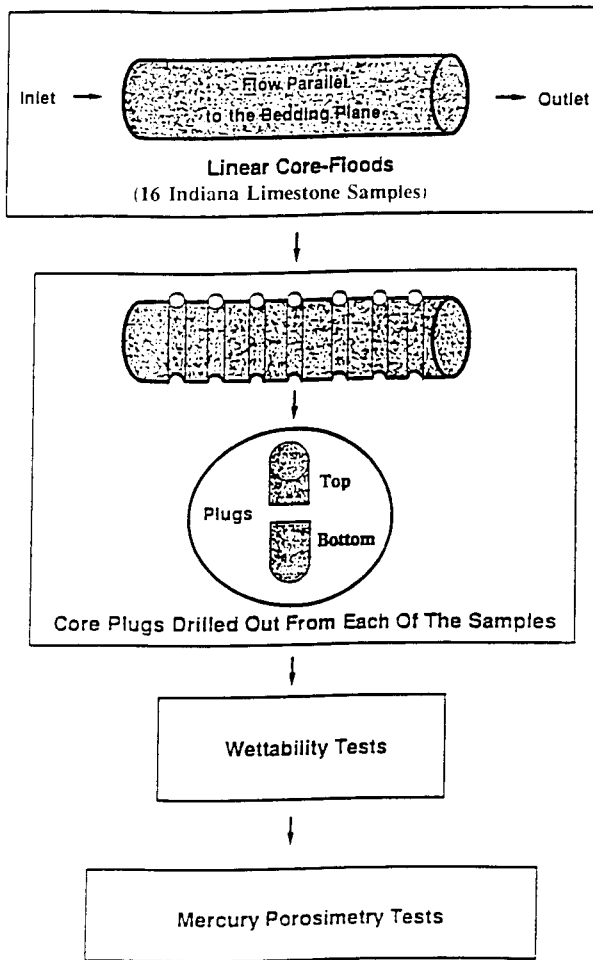 Inlet
Flow Parallel
to the Bedding Plane
Outlet
Linear Core-Floods
(16 Indiana Limestone Samples)
Plugs
Top
Bottom
Core Plugs Drilled Out From Each Of The Samples
Wettability Tests
Mercury Porosimetry Tests